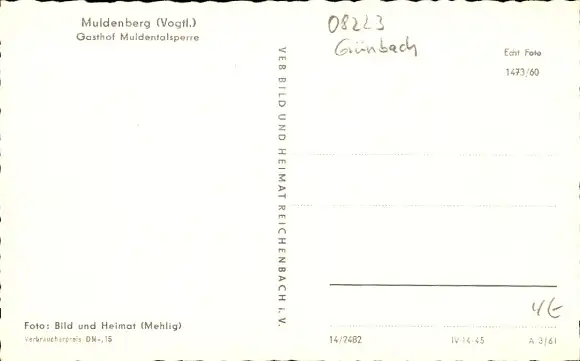 Muldenberg (Vogtl.)
Gasthof Muldentalsperre
08223
Grünbach
Echt Foto
1473/60
VEB BILD UND HEIMAT REICHENBACH i. V.
4€
Foto: Bild und Heimat (Mehlig)
Verbraucherpreis DM -,15
14/7482
IV-14-45
A 3/61